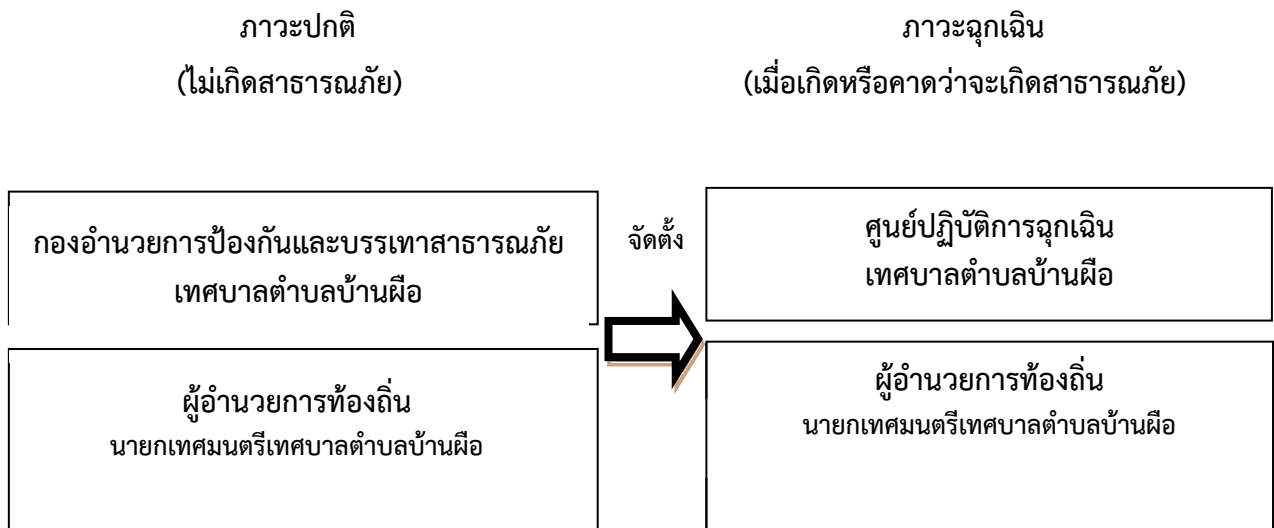 ภาวะปกติ
(ไม่เกิดสาธารณภัย)
ภาวะฉุกเฉิน
(เมื่อเกิดหรือคาดว่าจะเกิดสาธารณภัย)
กองอำนวยการป้องกันและบรรเทาสาธารณภัย
เทศบาลตำบลบ้านผือ
จัดตั้ง
ศูนย์ปฏิบัติการฉุกเฉิน
เทศบาลตำบลบ้านผือ
ผู้อำนวยการท้องถิ่น
นายกเทศมนตรีเทศบาลตำบลบ้านผือ
ผู้อำนวยการท้องถิ่น
นายกเทศมนตรีเทศบาลตำบลบ้านผือ